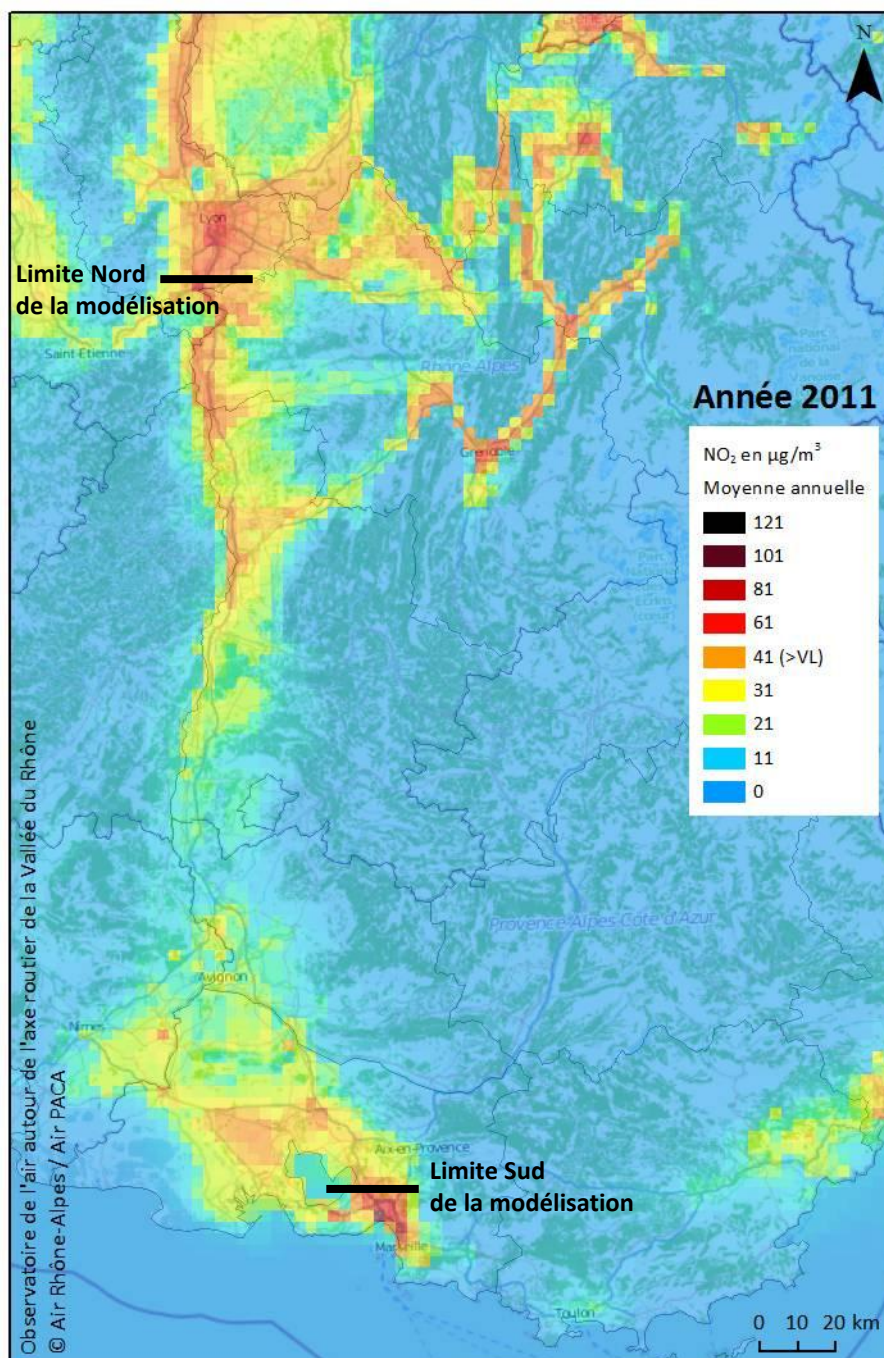 N
Lyon
Limite Nord
de la modélisation
Saint-Etienne
Rhône Alpes
Grenoble
Année 2011
NO₂ en µg/m³
Moyenne annuelle
121
101
81
61
41 (>VL)
31
21
11
0
Provence-Alpes-Côte d'Azur
Avignon
Nîmes
Aix-en-Provence
Limite Sud
de la modélisation
Marseille
Toulon
0 10 20 km
Observatoire de l'air autour de l'axe routier de la Vallée du Rhône
© Air Rhône-Alpes / Air PACA